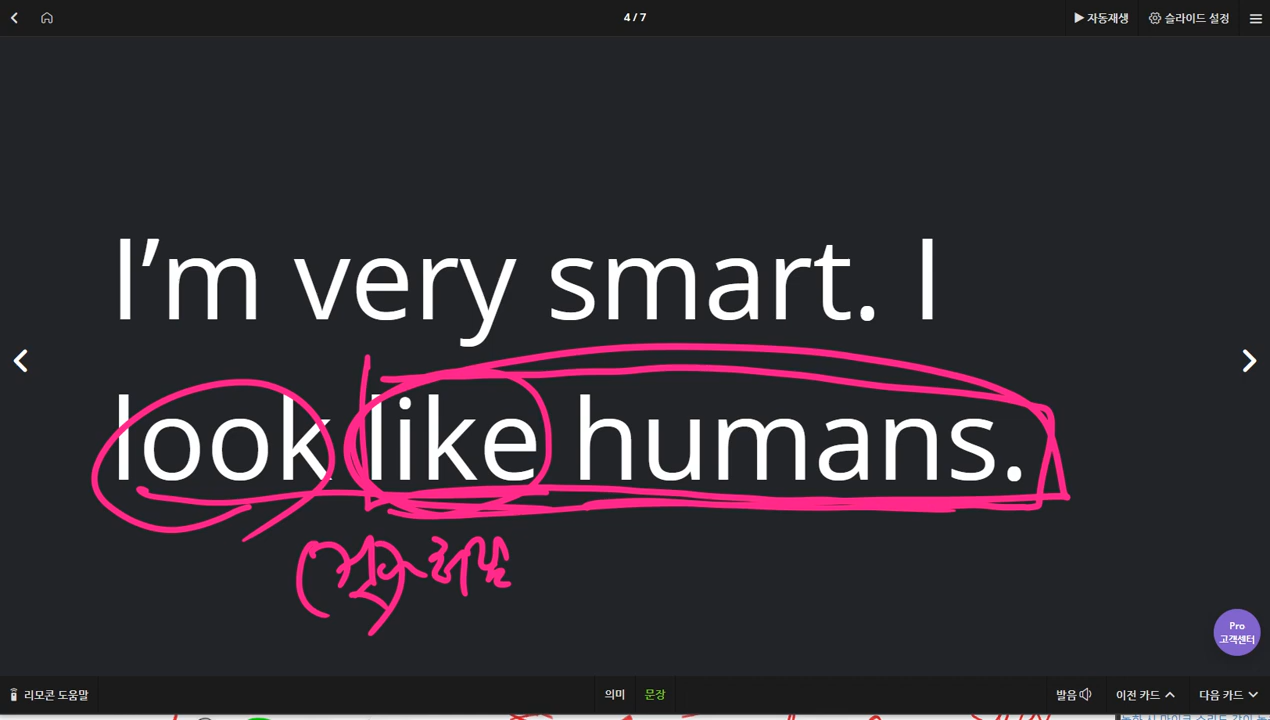 4 / 7
자동재생
슬라이드 설정
I'm very smart. I
look like humans.
Pro
고객센터
리모콘 도움말
의미
문장
발음
이전 카드
다음 카드